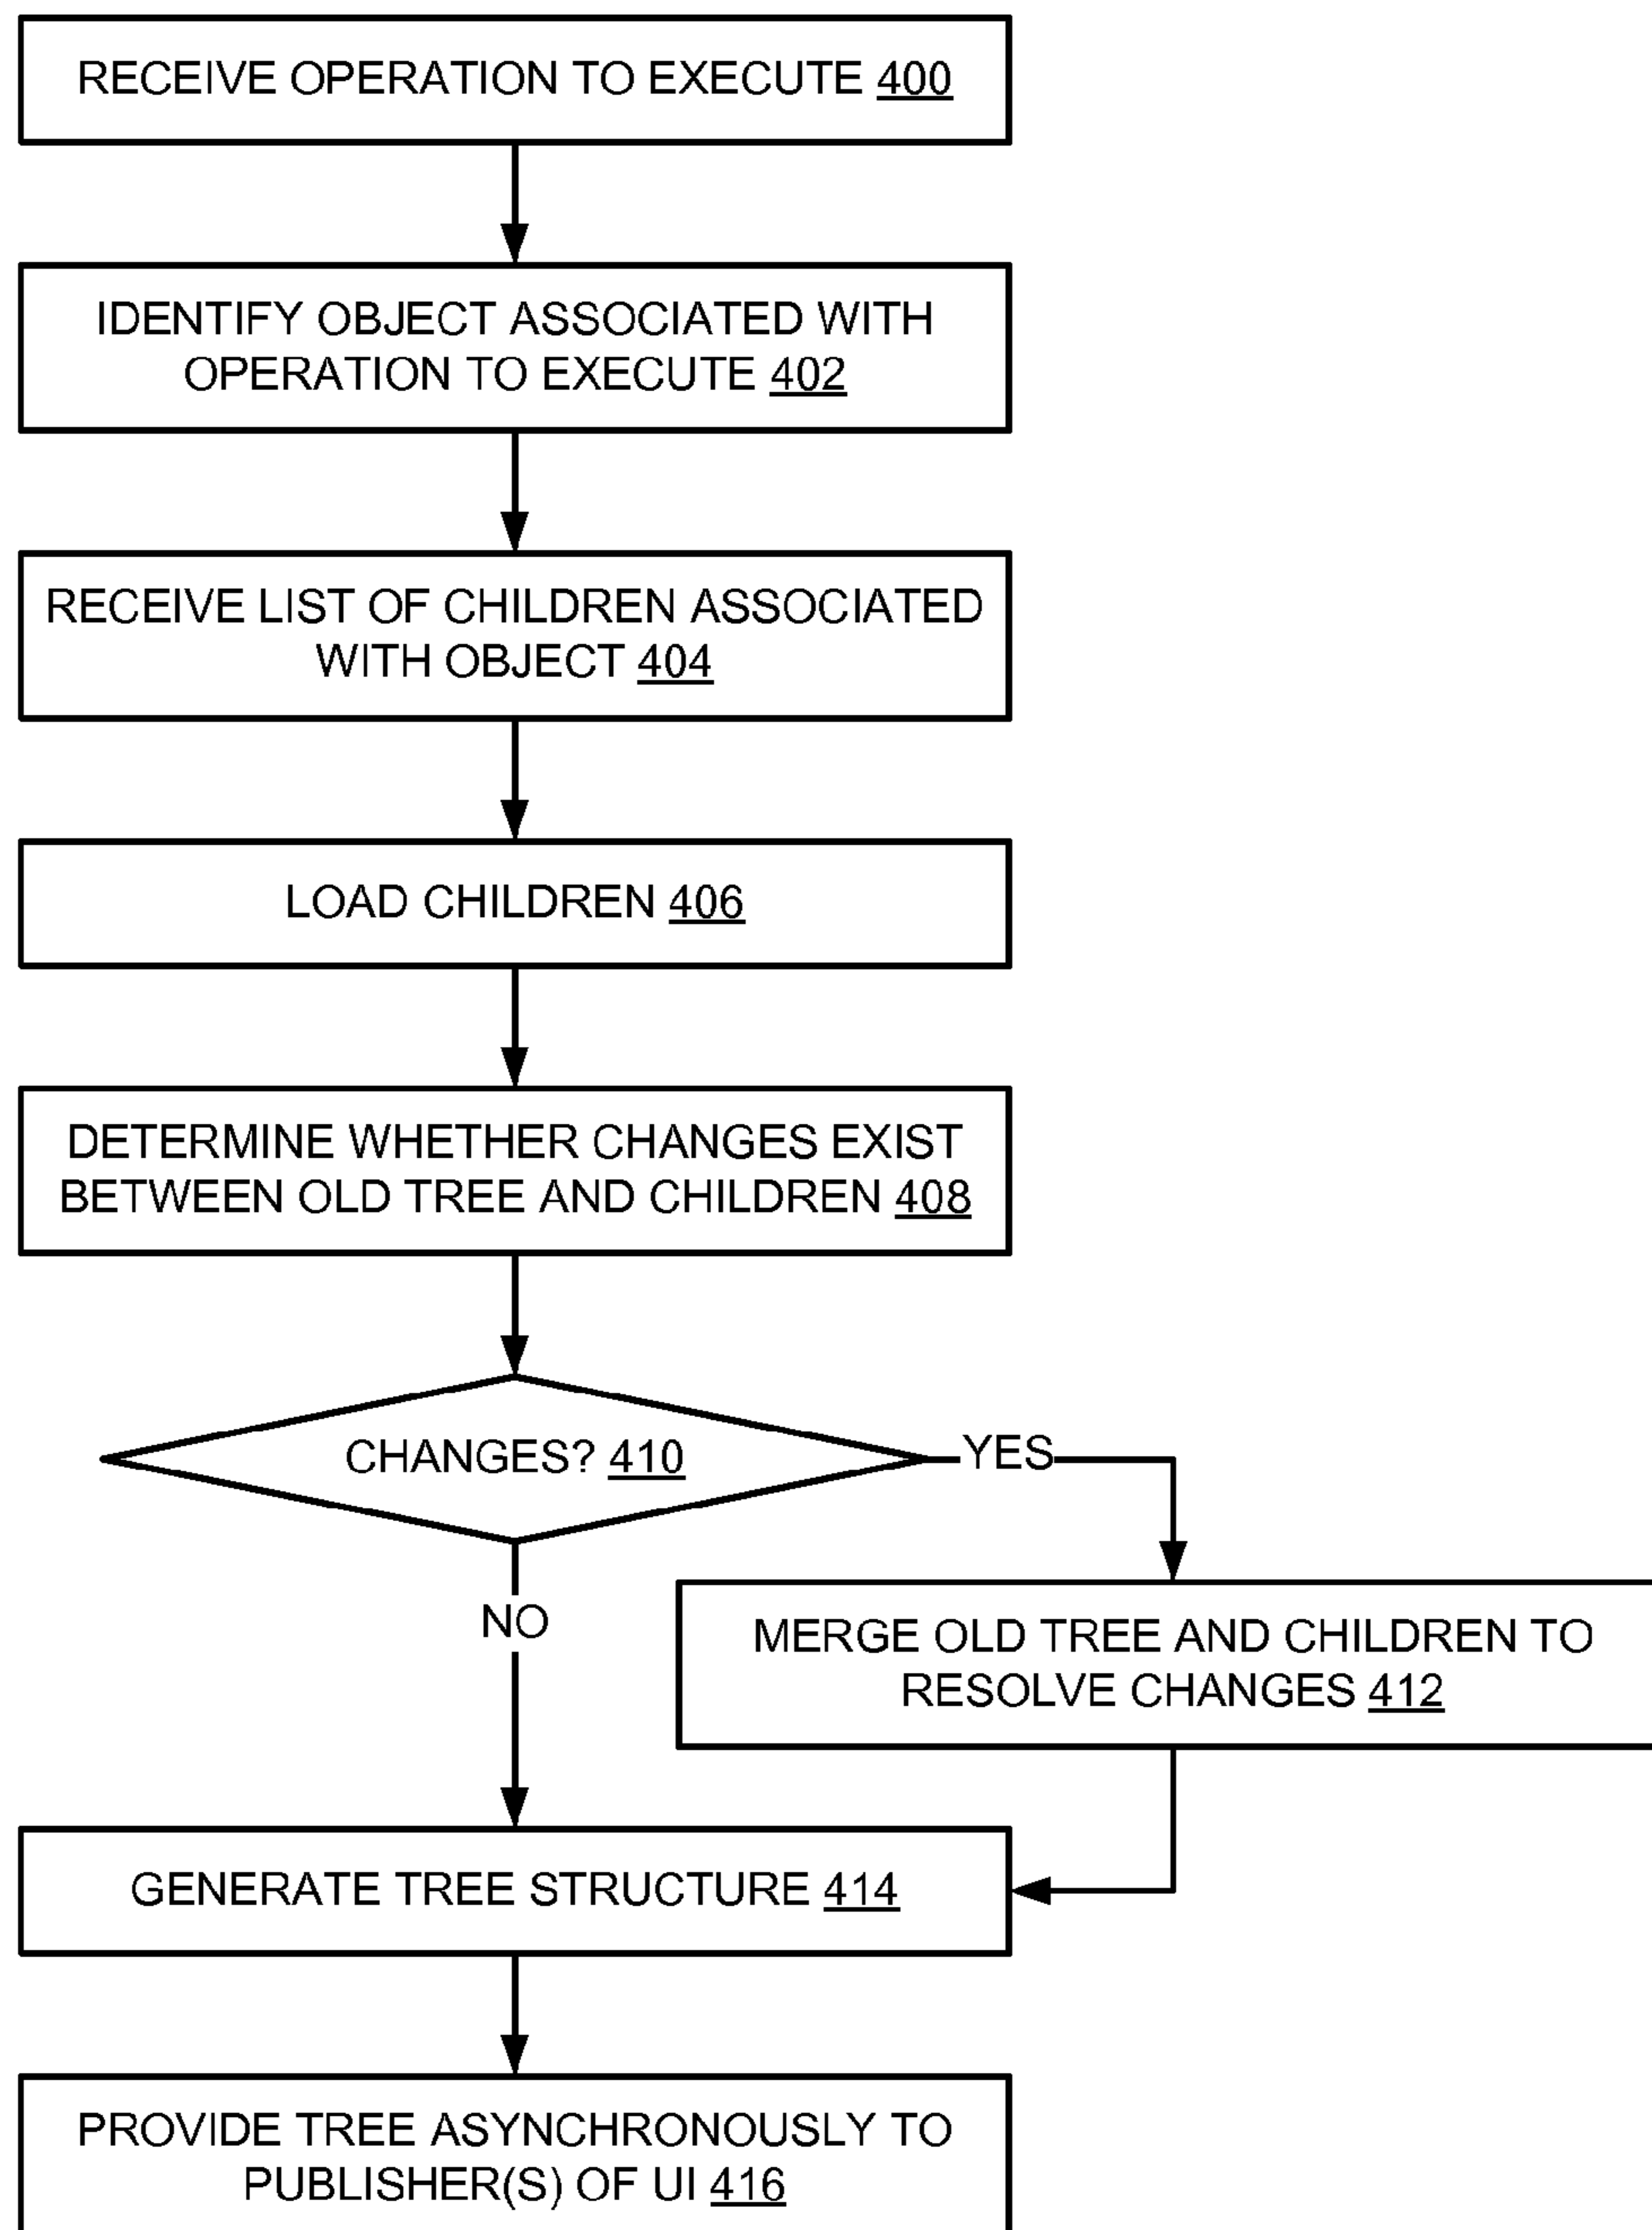 RECEIVE OPERATION TO EXECUTE 400
IDENTIFY OBJECT ASSOCIATED WITH
OPERATION TO EXECUTE 402
RECEIVE LIST OF CHILDREN ASSOCIATED
WITH OBJECT 404
LOAD CHILDREN 406
DETERMINE WHETHER CHANGES EXIST
BETWEEN OLD TREE AND CHILDREN 408
CHANGES? 410
YES
NO
MERGE OLD TREE AND CHILDREN TO
RESOLVE CHANGES 412
GENERATE TREE STRUCTURE 414
PROVIDE TREE ASYNCHRONOUSLY TO
PUBLISHER(S) OF UI 416